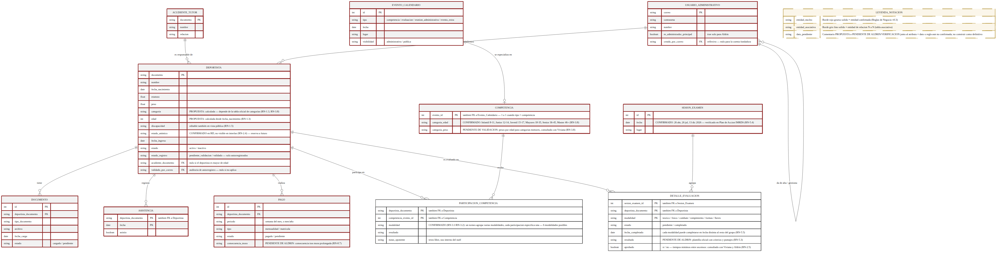 ACUDIENTE_TUTOR
string documento PK
string nombre
string relacion
EVENTO_CALENDARIO
int id PK
string tipo competencia / evaluacion / reunion_administrativa / evento_extra
date fecha
string lugar
string visibilidad administrativa / publica
USUARIO_ADMINISTRATIVO
string correo PK
string contrasena
string nombre
boolean es_administrador_principal true solo para Aldrin
string creado_por_correo FK reflexiva — nulo para la cuenta fundadora
LEYENDA_NOTACION
string entidad_nucleo Borde rojo grueso solido = entidad confirmada (Reglas de Negocio v0.3)
string entidad_asociativa Borde gris fino solido = entidad de relacion N a N (tabla asociativa)
string dato_pendiente Comentario PROPUESTA o PENDIENTE DE ALDRIN/VERIFICACION junto al atributo = dato o regla aun no confirmada; no construir como definitivo
es responsable de
se especializa en
DEPORTISTA
string documento PK
string nombre
date fecha_nacimiento
float estatura
float peso
string categoria PROPUESTA: calculada — depende de la tabla oficial de categorias (RN-1.3, RN-3.8)
int edad PROPUESTA: calculada desde fecha_nacimiento (RN-1.3)
string discapacidad editable también en vista pública (RN-1.5)
string estado_animico CONFIRMADO en BD, no visible en interfaz (RN-2.4) — reserva a futuro
date fecha_ingreso
string estado activo / inactivo
string estado_registro pendiente_validacion / validado — solo autorregistrados
string acudiente_documento FK nulo si el deportista es mayor de edad
string validado_por_correo FK auditoria de autorregistro — nulo si no aplica
COMPETENCIA
int evento_id PK tambien FK a Evento_Calendario — 1 a 1 cuando tipo = competencia
string categoria_edad CONFIRMADO: Infantil 8-11, Junior 12-14, Juvenil 15-17, Mayores 18-35, Senior 36-45, Master 46+ (RN-3.8)
string categoria_peso PENDIENTE DE VALIDACION: pesos por edad para categorias menores, consultado con Viviana (RN-3.8)
SESION_EXAMEN
int id PK
date fecha CONFIRMADO: 26 abr, 26 jul, 13 dic 2026 — verificado en Plan de Accion IMRDS (RN-5.4)
string lugar
es evaluado en
recibe
participa en
tiene
registra
realiza
agrupa
da de alta / gestiona
DOCUMENTO
int id PK
string deportista_documento FK
string tipo_documento
string archivo
date fecha_carga
string estado cargado / pendiente
ASISTENCIA
string deportista_documento PK tambien FK a Deportista
date fecha PK
boolean asistio
PAGO
int id PK
string deportista_documento FK
string periodo semana del mes, o mes/año
string tipo mensualidad / matricula
string estado pagado / pendiente
string consecuencia_mora PENDIENTE DE ALDRIN: consecuencia tras mora prolongada (RN-8.7)
PARTICIPACION_COMPETENCIA
string deportista_documento PK tambien FK a Deportista
int competencia_evento_id PK tambien FK a Competencia
string modalidad CONFIRMADO (RN-3.1/RN-3.2): un torneo agrupa varias modalidades, cada participacion especifica una — 6 modalidades posibles
string resultado
string notas_oponente texto libre, uso interno del staff
DETALLE_EVALUACION
int sesion_examen_id PK tambien FK a Sesion_Examen
string deportista_documento PK tambien FK a Deportista
string modalidad PK teorico / fisico / combate / rompimiento / formas / llaves
string estado pendiente / completado
date fecha_completado cada modalidad puede completarse en fecha distinta al resto del grupo (RN-5.5)
string resultado PENDIENTE DE ALDRIN: plantilla oficial con criterios y puntajes (RN-5.3)
boolean aprobado si / no — tiempos minimos entre ascensos: consultado con Viviana y Aldrin (RN-2.5)